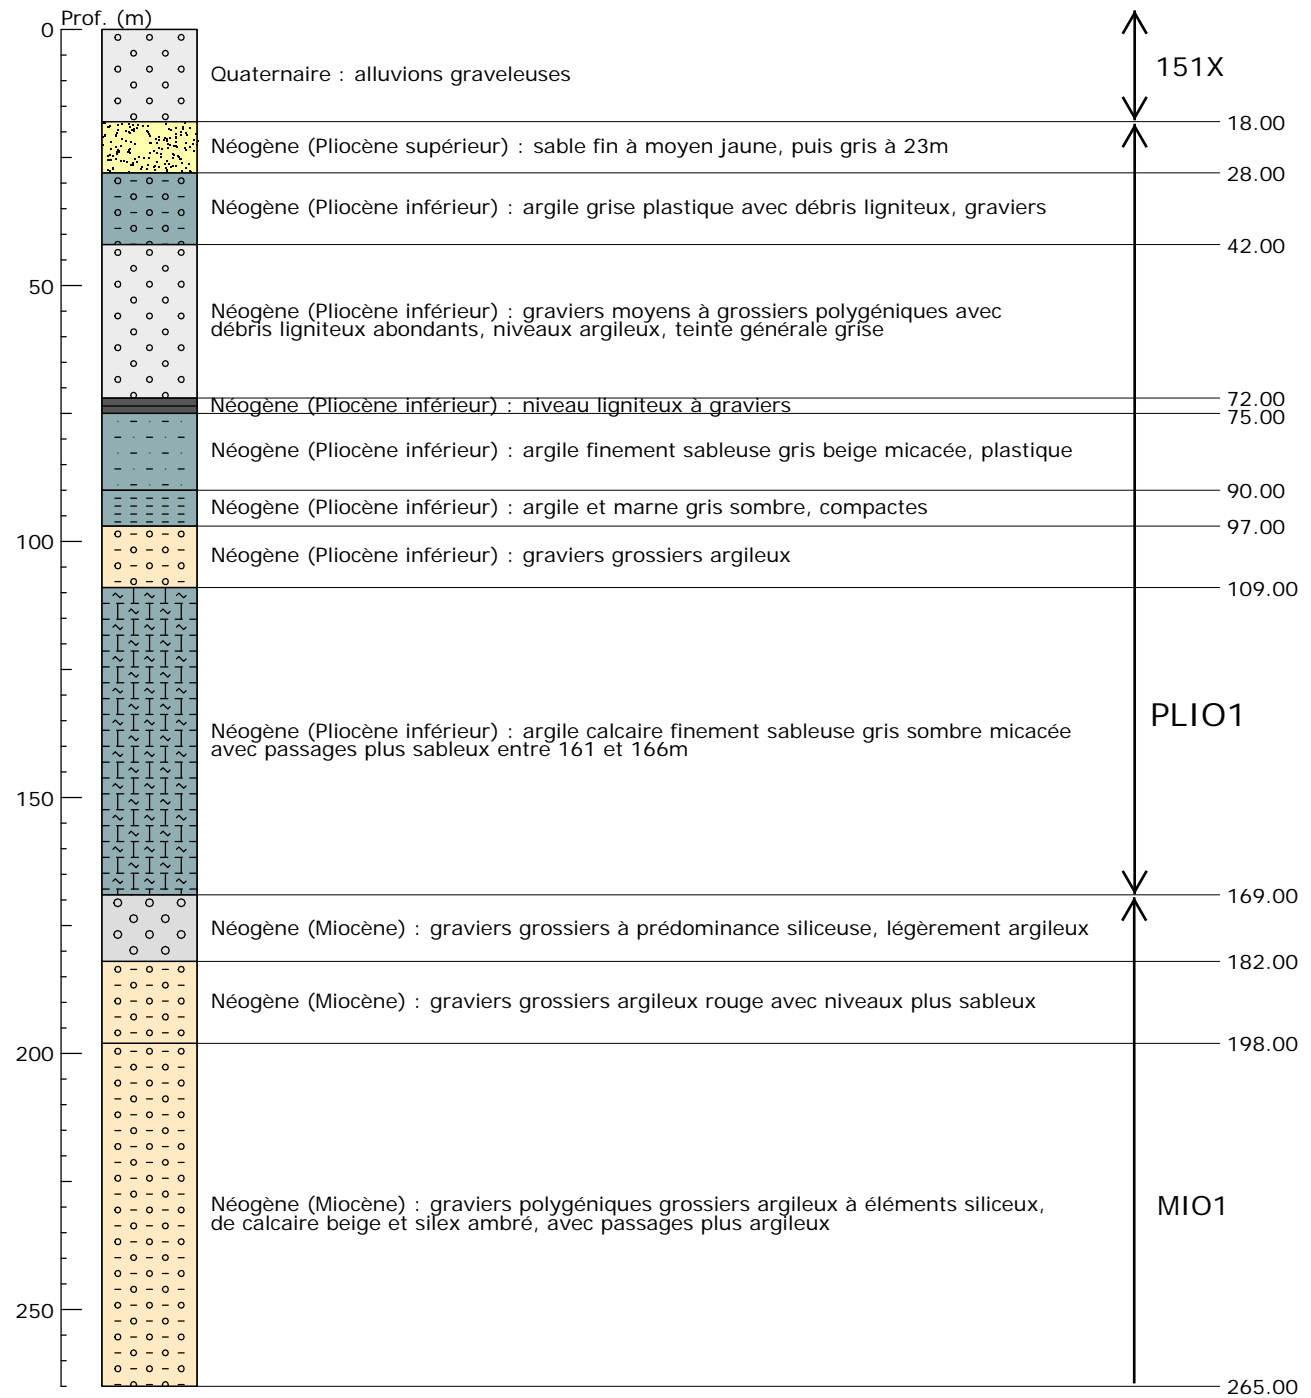 Prof. (m)
0
151X
Quaternaire : alluvions graveleuses
18.00
Néogène (Pliocène supérieur) : sable fin à moyen jaune, puis gris à 23m
28.00
Néogène (Pliocène inférieur) : argile grise plastique avec débris ligniteux, graviers
42.00
50
Néogène (Pliocène inférieur) : graviers moyens à grossiers polygéniques avec
débris ligniteux abondants, niveaux argileux, teinte générale grise
72.00
Néogène (Pliocène inférieur) : niveau ligniteux à graviers
75.00
Néogène (Pliocène inférieur) : argile finement sableuse gris beige micacée, plastique
90.00
Néogène (Pliocène inférieur) : argile et marne gris sombre, compactes
97.00
100
Néogène (Pliocène inférieur) : graviers grossiers argileux
109.00
PLIO1
Néogène (Pliocène inférieur) : argile calcaire finement sableuse gris sombre micacée
avec passages plus sableux entre 161 et 166m
150
169.00
Néogène (Miocène) : graviers grossiers à prédominance siliceuse, légèrement argileux
182.00
Néogène (Miocène) : graviers grossiers argileux rouge avec niveaux plus sableux
198.00
200
Néogène (Miocène) : graviers polygéniques grossiers argileux à éléments siliceux,
de calcaire beige et silex ambré, avec passages plus argileux
MIO1
250
265.00